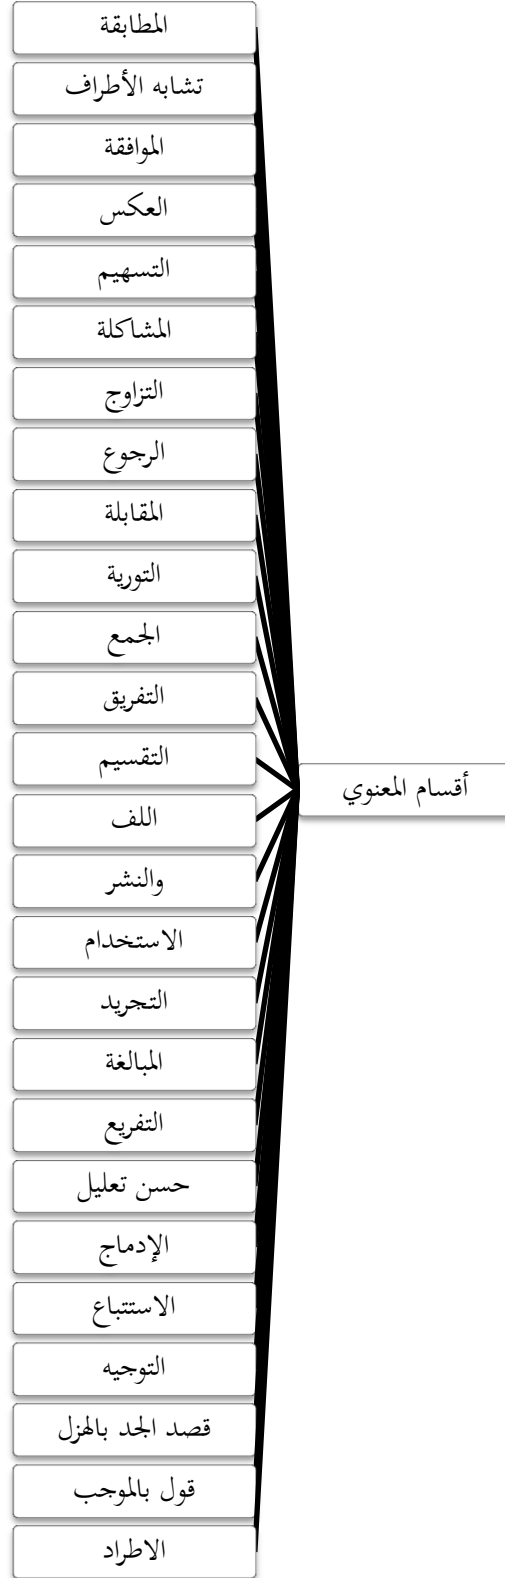 أقسام المعنوي
المطابقة
تشابه الأطراف
الموافقة
العكس
التسهيم
المشاكلة
التزاوج
الرجوع
المقابلة
التورية
الجمع
التفريق
التقسيم
اللف
والنشر
الاستخدام
التجريد
المبالغة
التفريع
حسن تعليل
الإدماج
الاستتباع
التوجيه
قصد الجد بالهزل
قول بالموجب
الاطراد